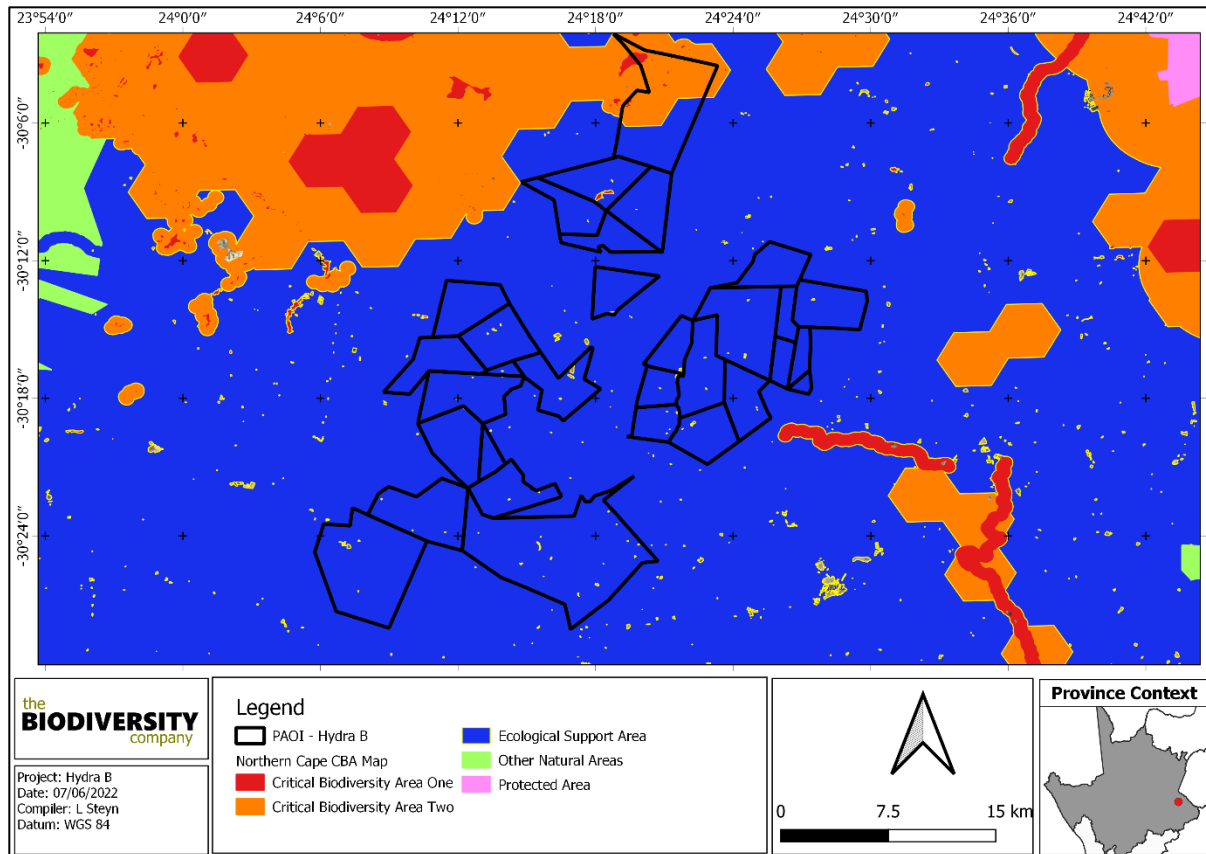 23°54′0″ 24°0′0″ 24°6′0″ 24°12′0″ 24°18′0″ 24°24′0″ 24°30′0″ 24°36′0″ 24°42′0″
-30°6′0″
-30°12′0″
-30°18′0″
-30°24′0″
the
BIODIVERSITY
company
Project: Hydra B
Date: 07/06/2022
Compiler: L Steyn
Datum: WGS 84
Legend
PAOI - Hydra B
Northern Cape CBA Map
Critical Biodiversity Area One
Critical Biodiversity Area Two
Ecological Support Area
Other Natural Areas
Protected Area
0 7.5 15 km
Province Context